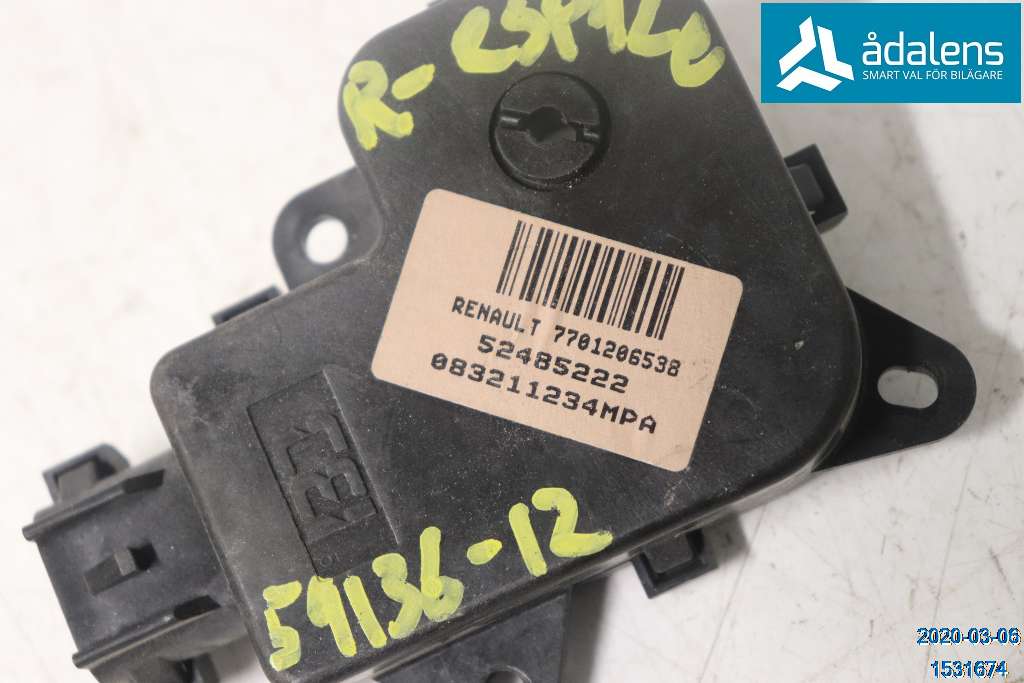 R- ESPACE
ådalens
SMART VAL FÖR BILÄGARE
RENAULT 7701206538
52485222
083211234MPA
59136-12
2020-03-06
1531674